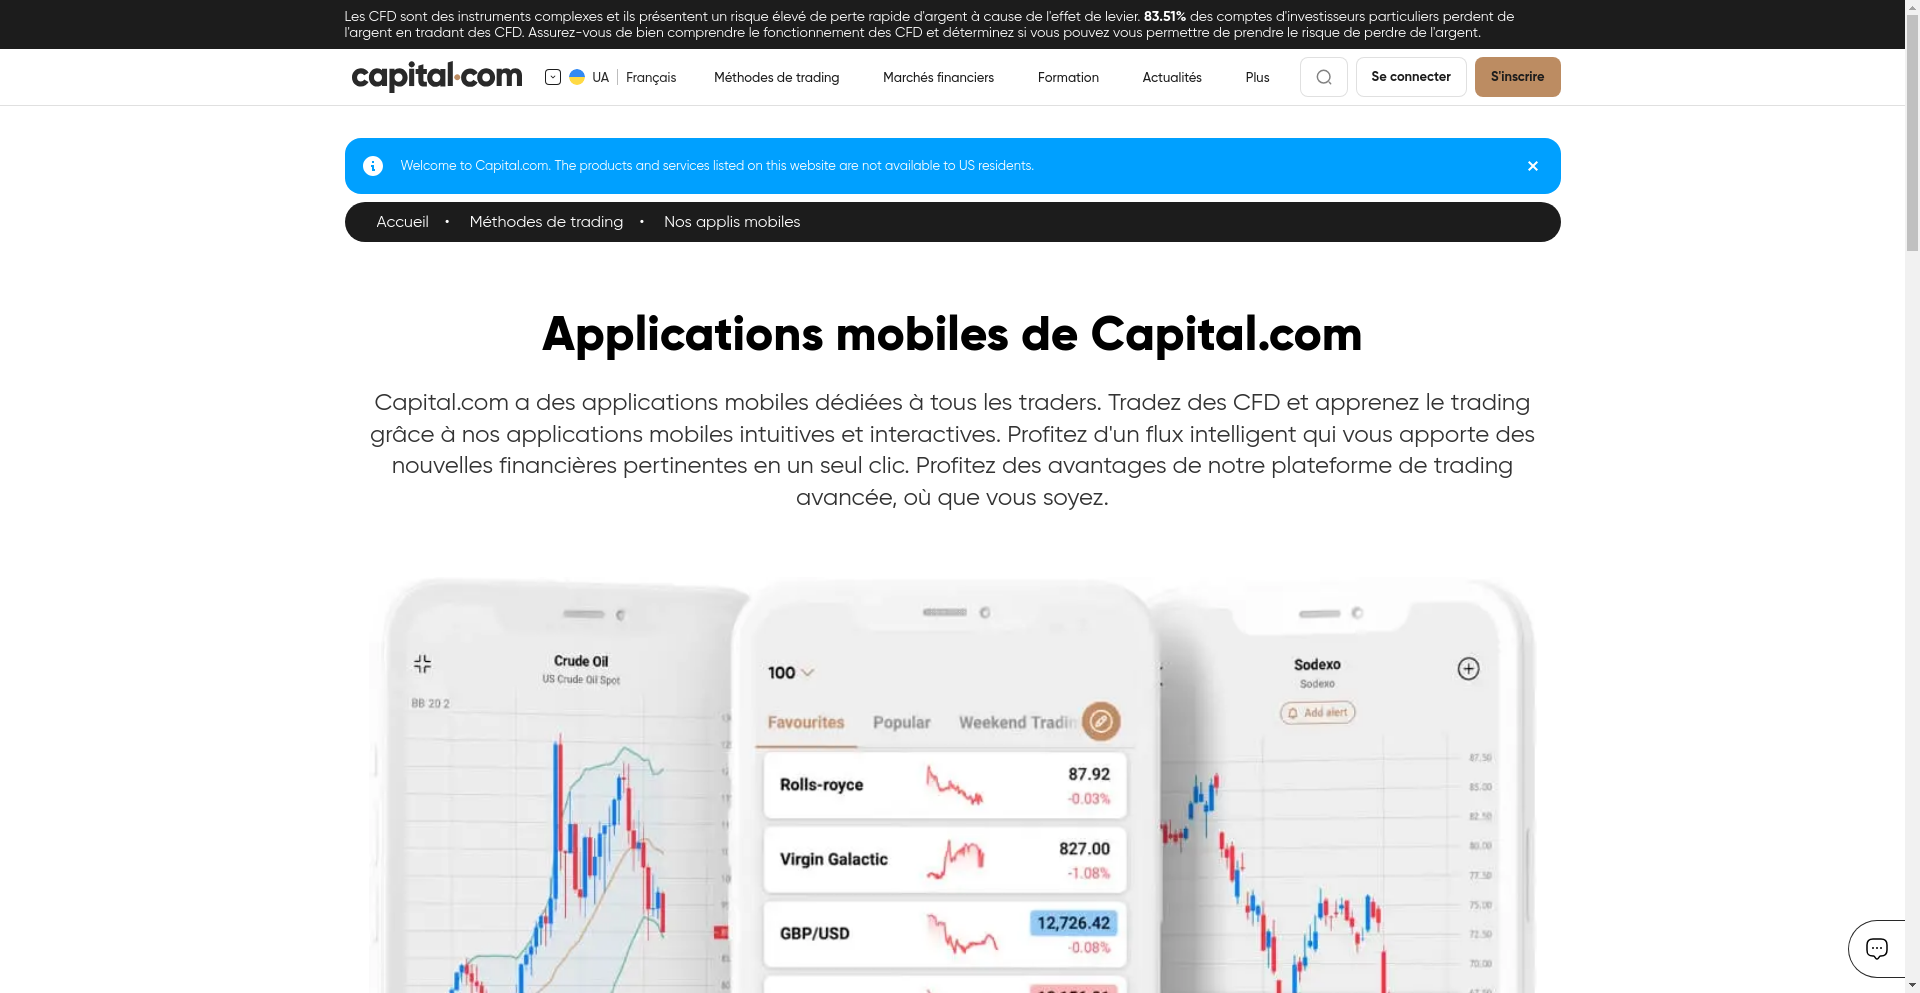 Les CFD sont des instruments complexes et ils présentent un risque élevé de perte rapide d'argent à cause de l'effet de levier. 83.51% des comptes d'investisseurs particuliers perdent de
l'argent en tradant des CFD. Assurez-vous de bien comprendre le fonctionnement des CFD et déterminez si vous pouvez vous permettre de prendre le risque de perdre de l'argent.
capital.com
UA Français Méthodes de trading Marchés financiers Formation Actualités Plus Se connecter S'inscrire
Welcome to Capital.com. The products and services listed on this website are not available to US residents.
Accueil • Méthodes de trading • Nos applis mobiles
Applications mobiles de Capital.com
Capital.com a des applications mobiles dédiées à tous les traders. Tradez des CFD et apprenez le trading
grâce à nos applications mobiles intuitives et interactives. Profitez d'un flux intelligent qui vous apporte des
nouvelles financières pertinentes en un seul clic. Profitez des avantages de notre plateforme de trading
avancée, où que vous soyez.
Crude Oil
US Crude Oil Spot
BB 20 2
100
Favourites Popular Weekend Tradin
Rolls-royce 87.92
-0.03%
Virgin Galactic 827.00
-1.08%
GBP/USD 12,726.42
-0.08%
Sodexo
Sodexo
Add alert
87.50
85.00
82.50
80.00
77.50
75.00
72.50
70.00